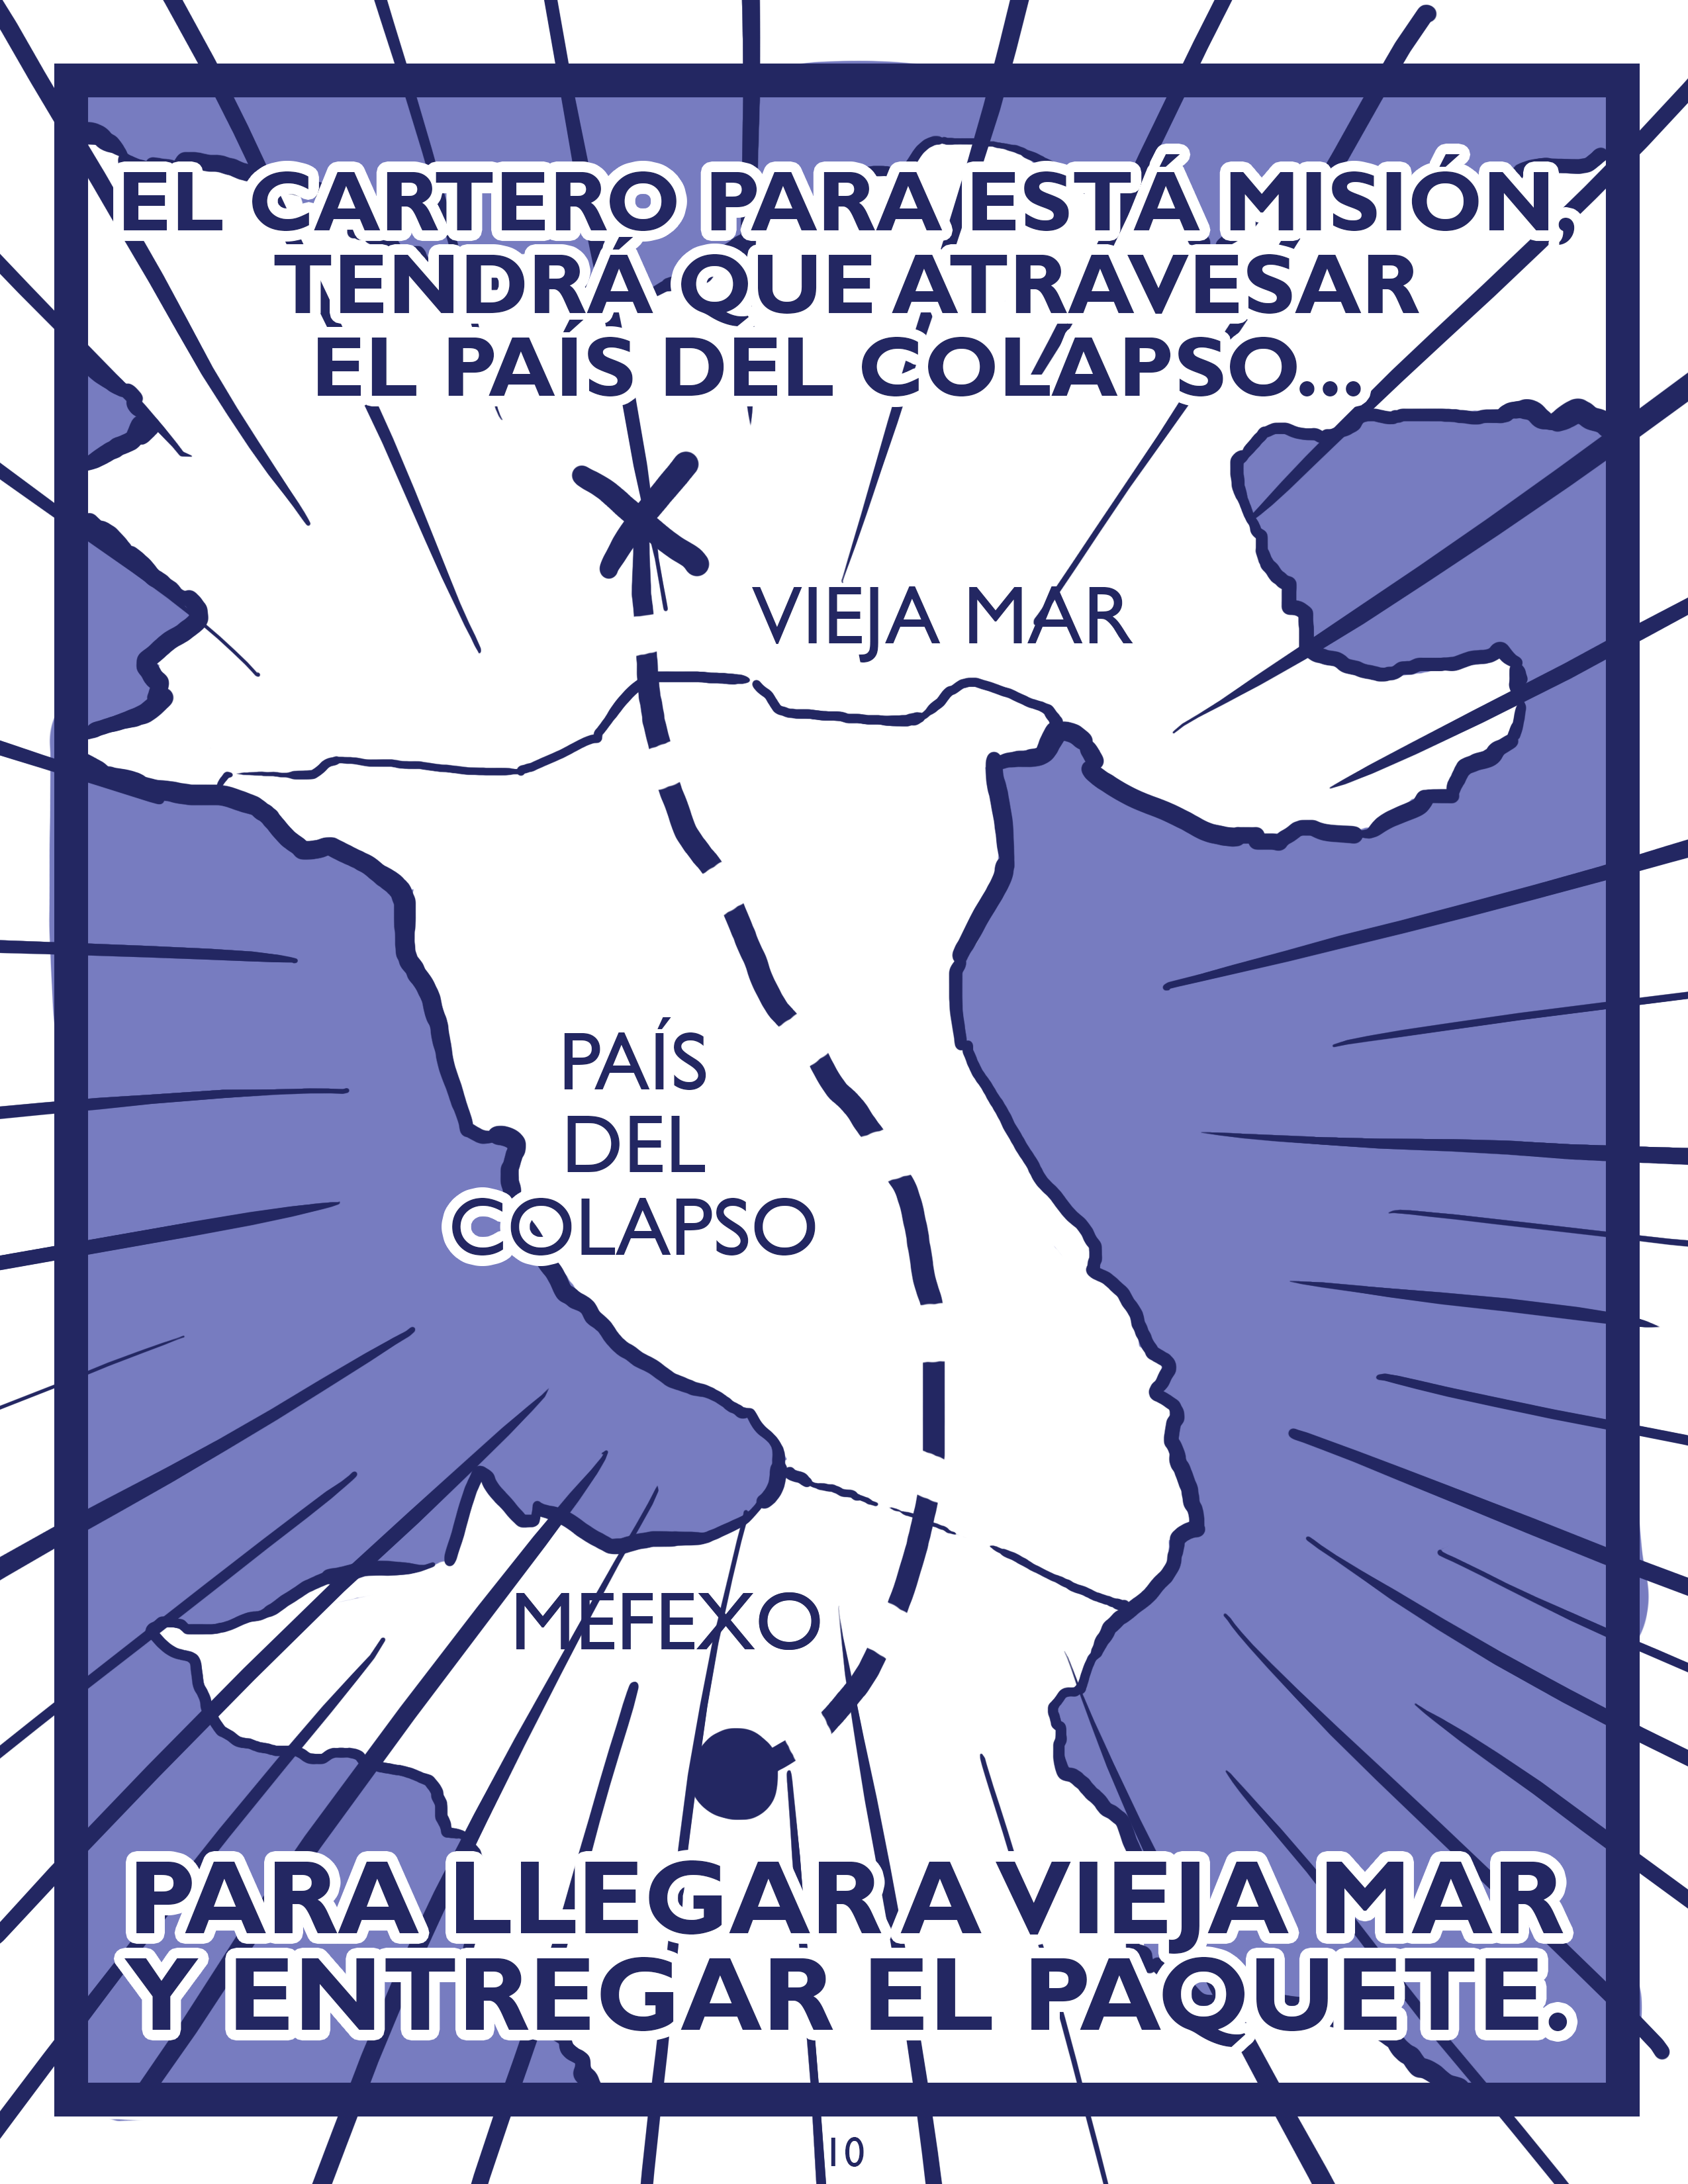 EL CARTERO PARA ESTÁ MISIÓN,
TENDRÁ QUE ATRAVESAR
EL PAÍS DEL COLAPSO...
VIEJA MAR
PAÍS
DEL
COLAPSO
MEFEXO
PARA LLEGAR A VIEJA MAR
Y ENTREGAR EL PAQUETE.
10